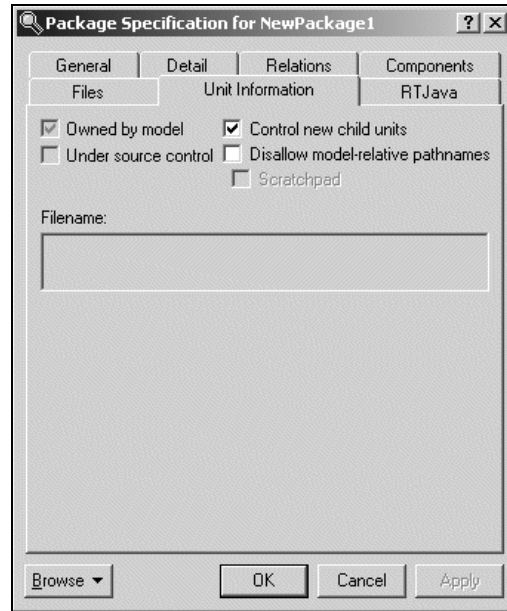 Package Specification for NewPackage1
General Detail Relations Components
Files Unit Information RTJava
Owned by model Control new child units
Under source control Disallow model-relative pathnames
Scratchpad
Filename:
Browse OK Cancel Apply